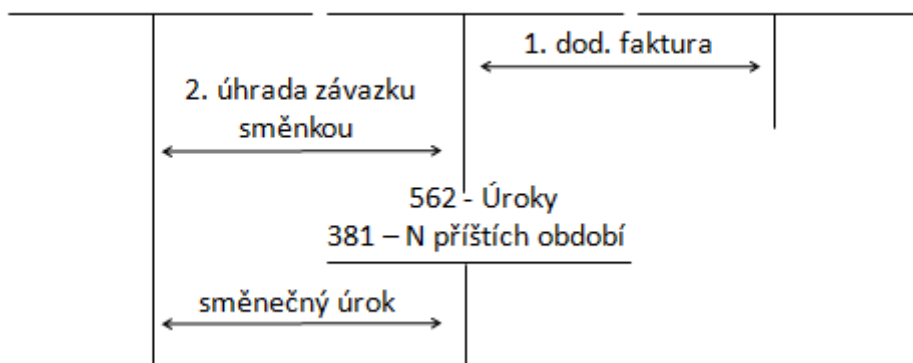 1. dod. faktura
2. úhrada závazku
směnkou
562 - Úroky
381 – N příštích období
směnečný úrok